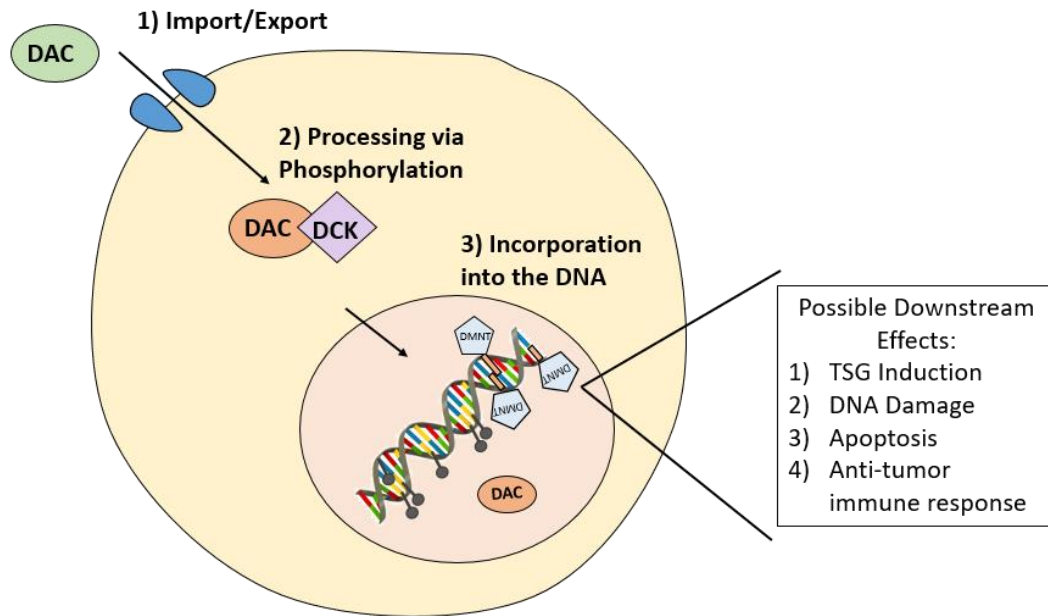 1) Import/Export
DAC
2) Processing via
Phosphorylation
DAC
DCK
3) Incorporation
into the DNA
DMNT
DMNT
DMNT
DAC
Possible Downstream
Effects:
1) TSG Induction
2) DNA Damage
3) Apoptosis
4) Anti-tumor
immune response